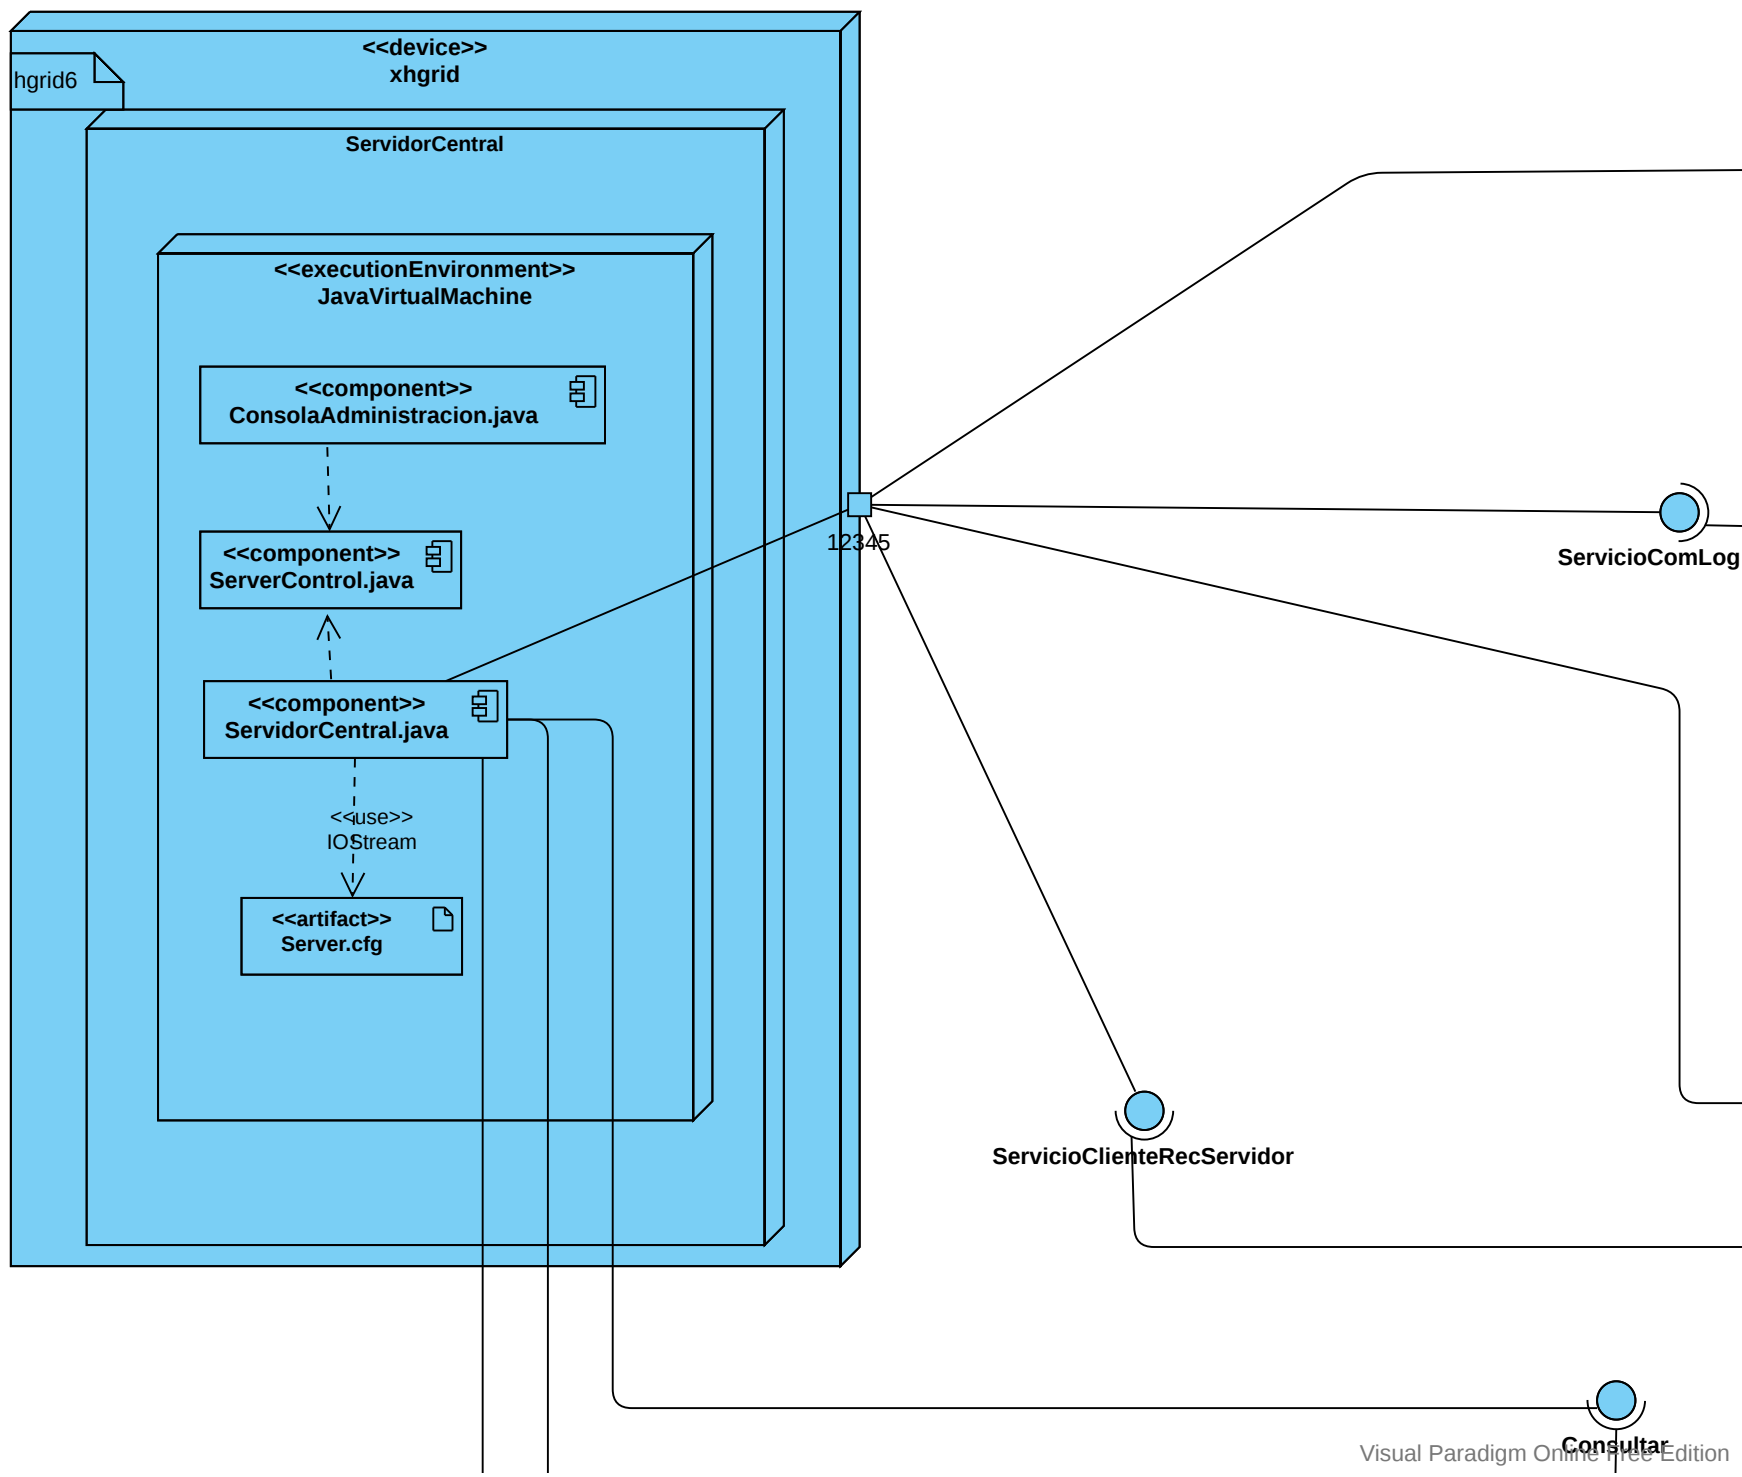 <<device>>
xhgrid
hgrid6
ServidorCentral
<<executionEnvironment>>
JavaVirtualMachine
<<component>>
ConsolaAdministracion.java
<<component>>
ServerControl.java
12345
ServicioComLog
<<component>>
ServidorCentral.java
<<use>>
IOStream
<<artifact>>
Server.cfg
ServicioClienteRecServidor
Consultar
Visual Paradigm Online Free Edition